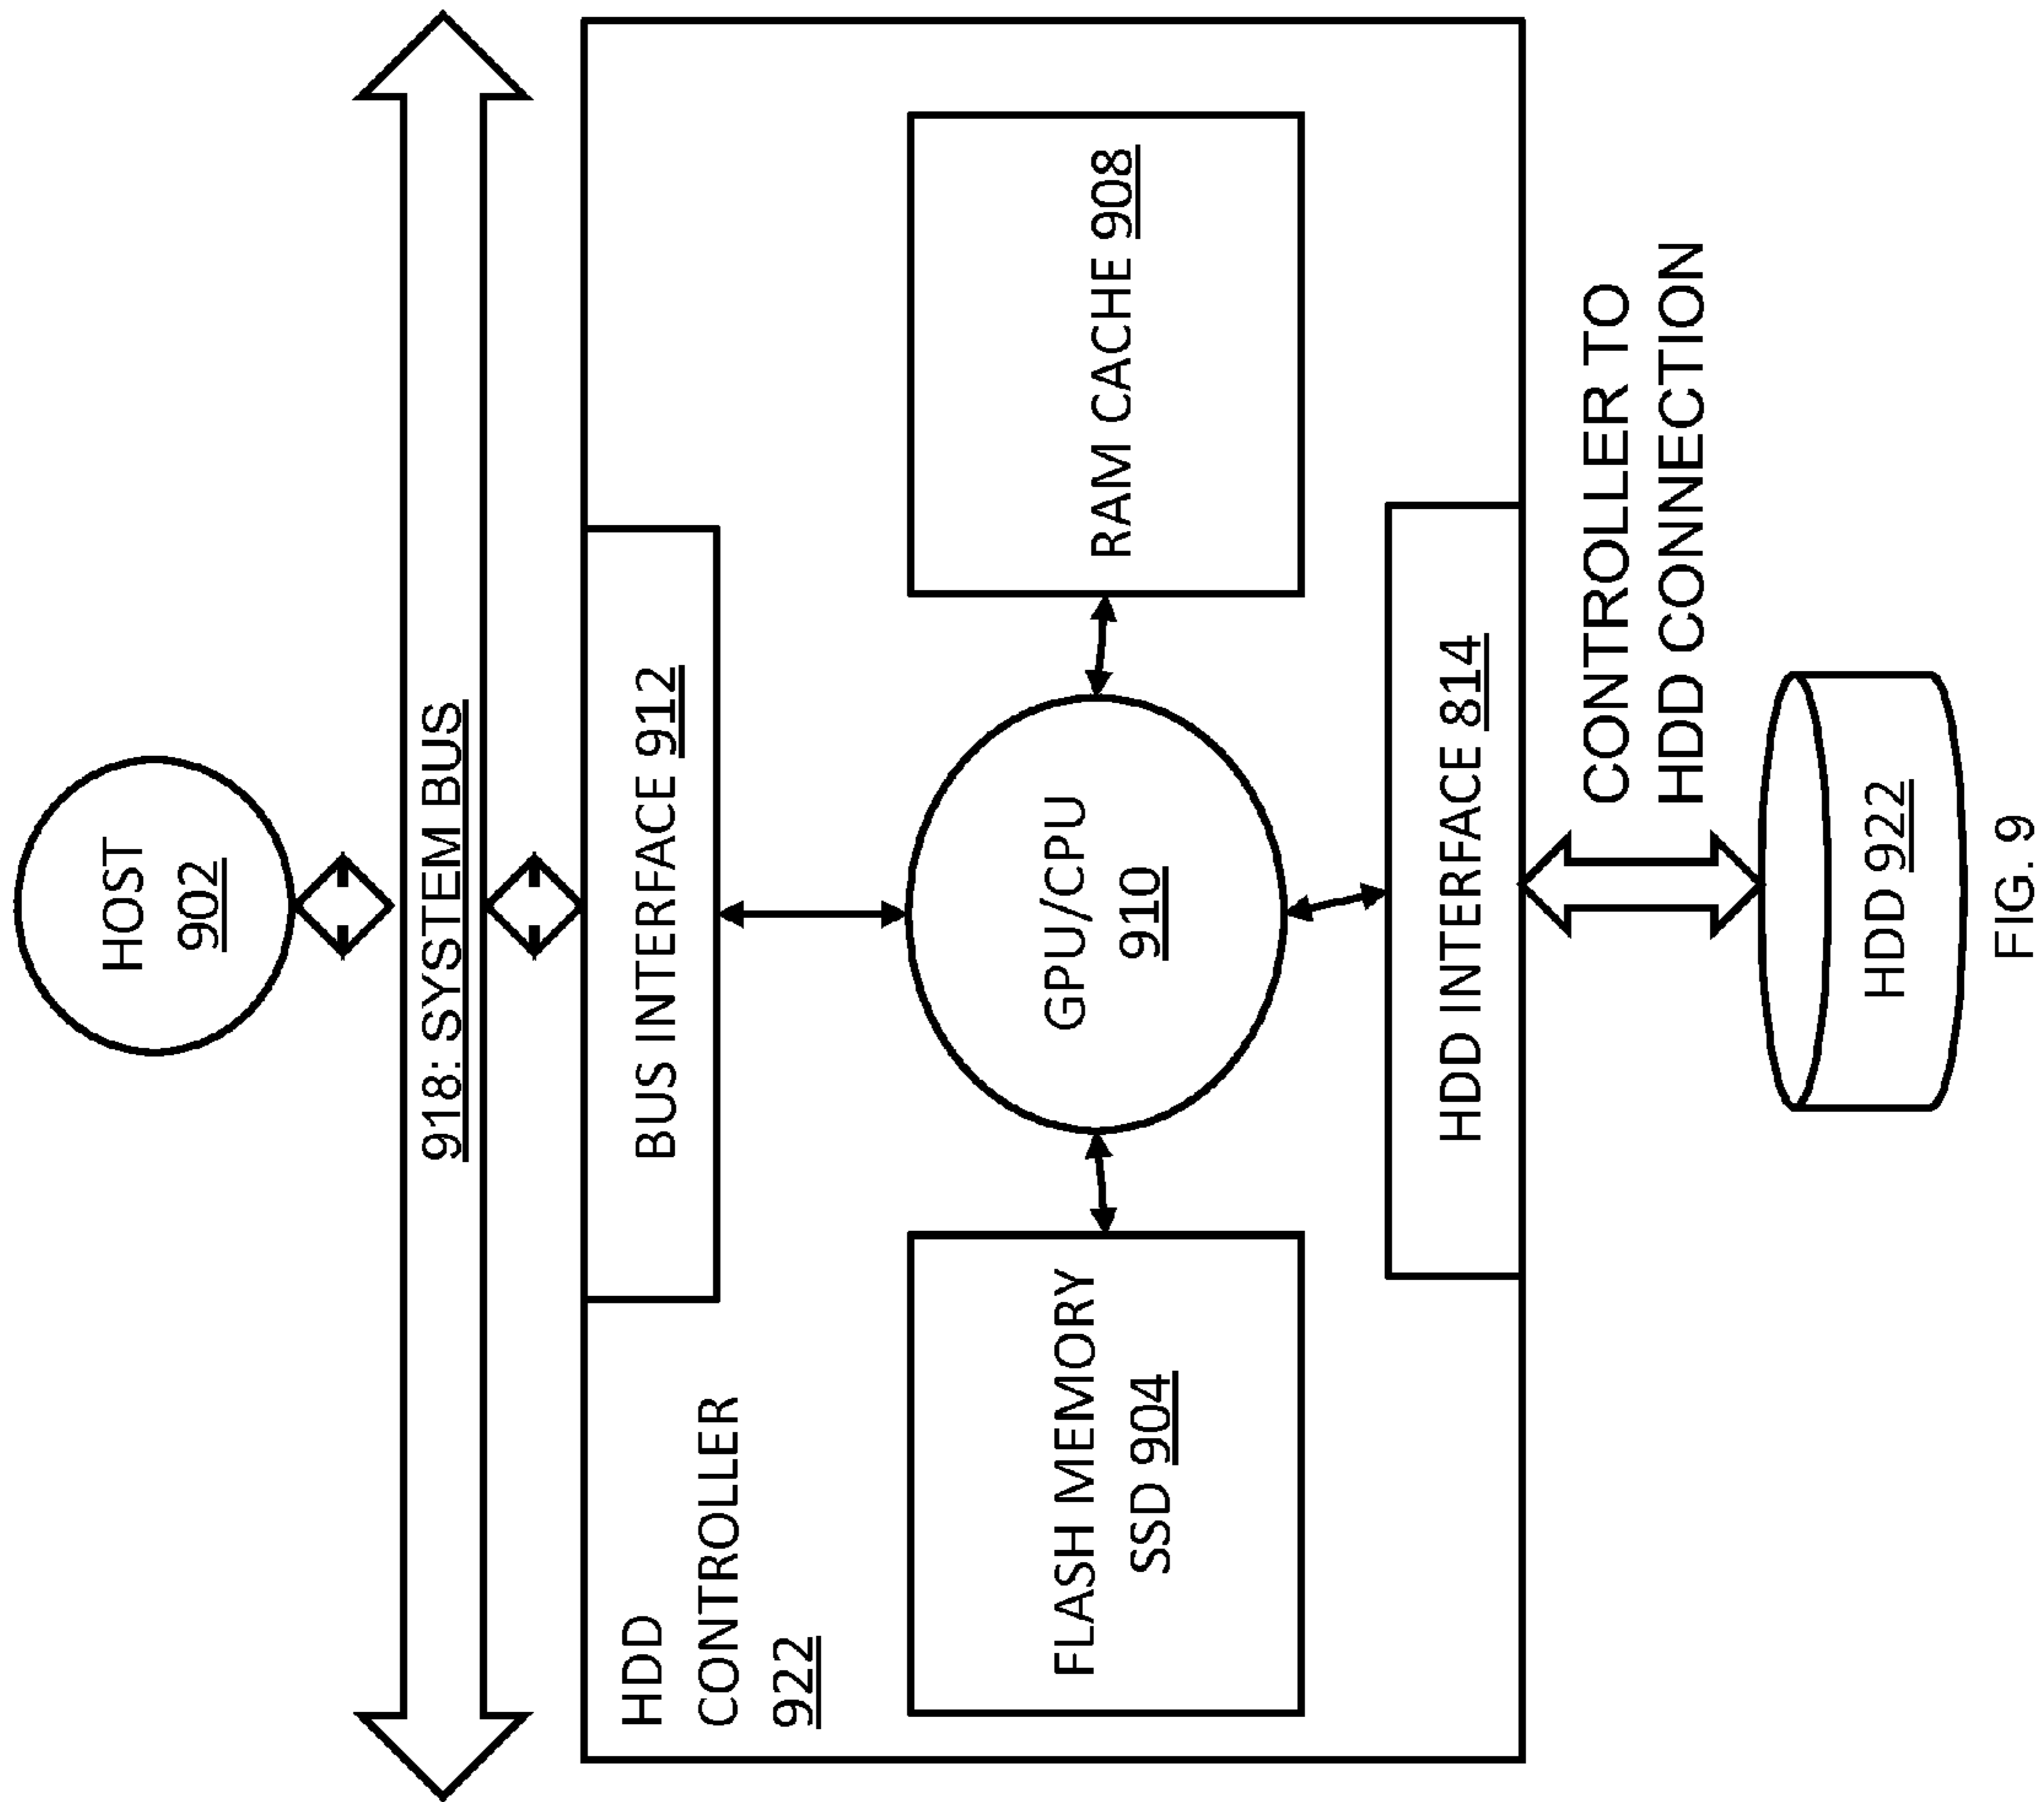 HOST
902
918: SYSTEM BUS
BUS INTERFACE 912
HDD
CONTROLLER
922
FLASH MEMORY
SSD 904
GPU/CPU
910
RAM CACHE 908
HDD INTERFACE 814
CONTROLLER TO
HDD CONNECTION
HDD 922
FIG. 9